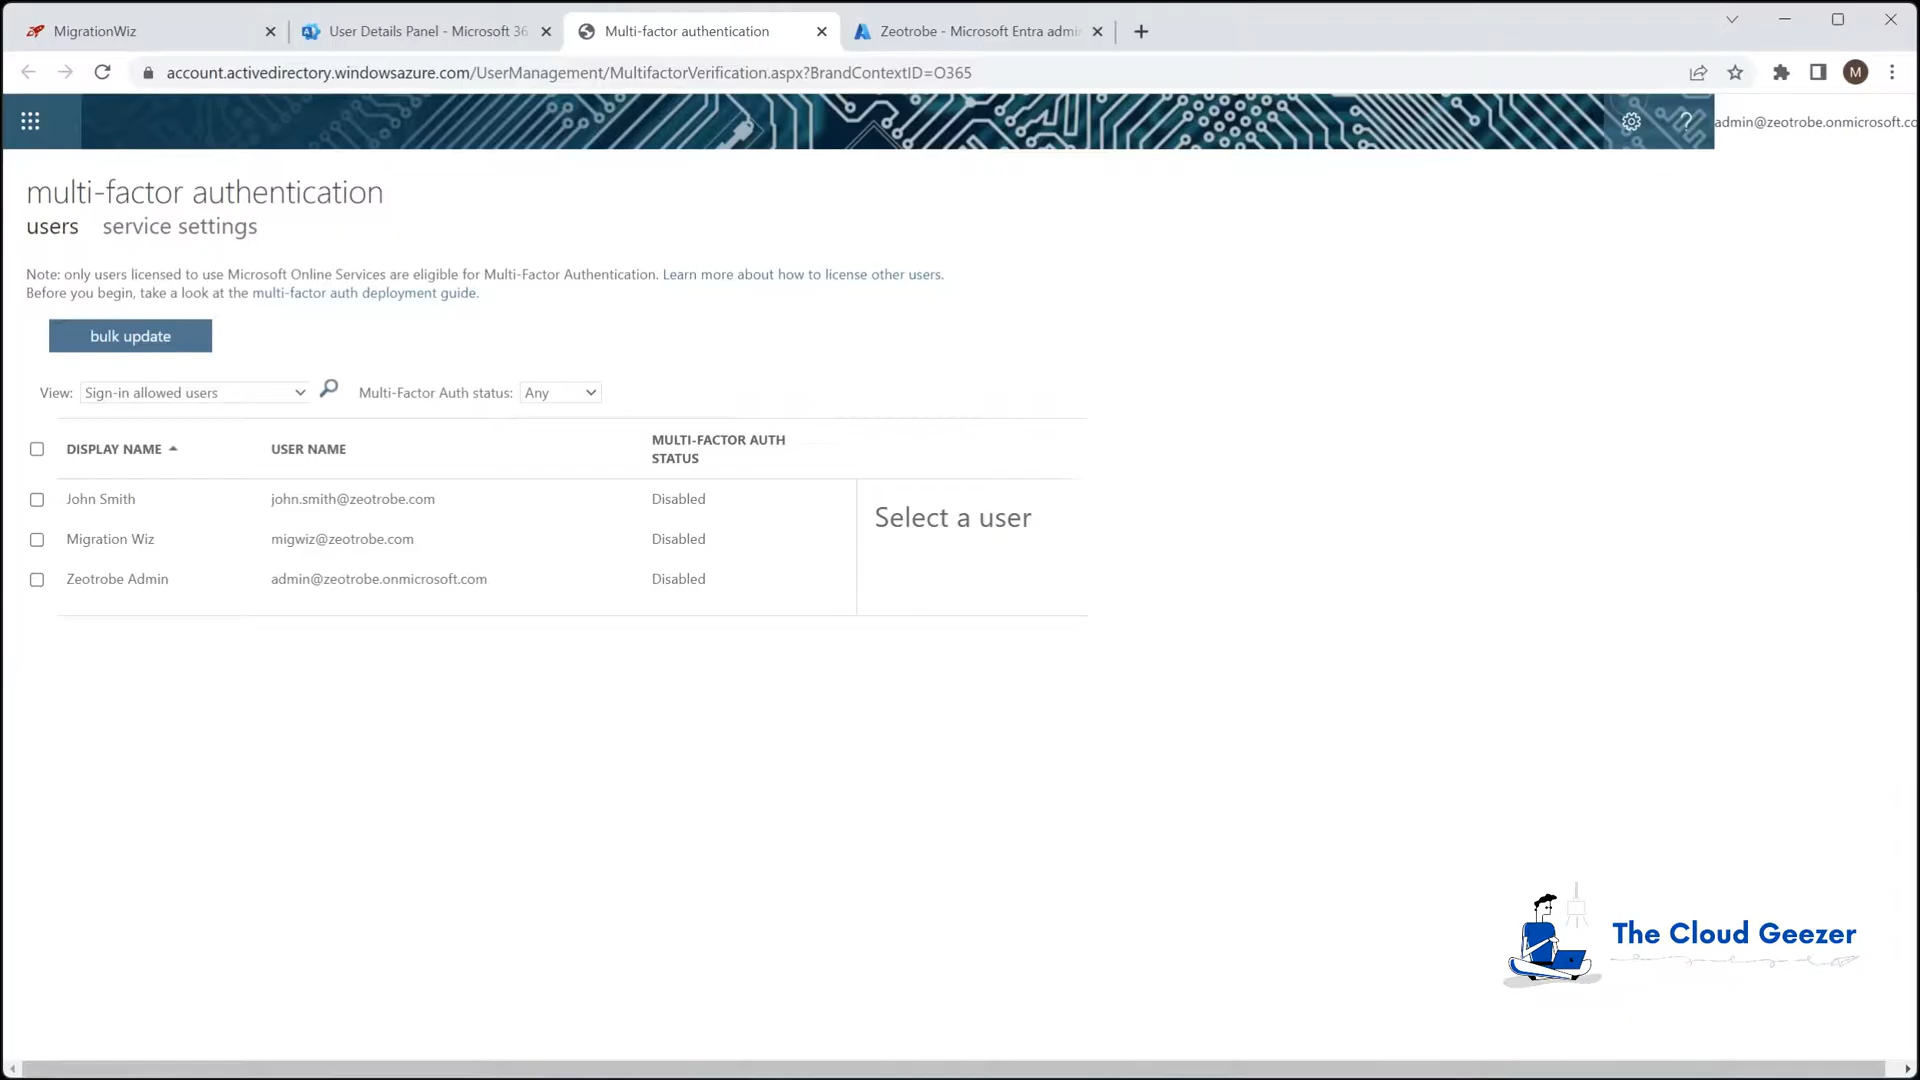 MigrationWiz
User Details Panel - Microsoft 36
Multi-factor authentication
Zeotrobe - Microsoft Entra admi
account.activedirectory.windowsazure.com/UserManagement/MultifactorVerification.aspx?BrandContextID=O365
M
admin@zeotrobe.onmicrosoft.co
multi-factor authentication
users service settings
Note: only users licensed to use Microsoft Online Services are eligible for Multi-Factor Authentication. Learn more about how to license other users.
Before you begin, take a look at the multi-factor auth deployment guide.
bulk update
View: Sign-in allowed users Multi-Factor Auth status: Any
DISPLAY NAME USER NAME MULTI-FACTOR AUTH
STATUS
John Smith john.smith@zeotrobe.com Disabled
Select a user
Migration Wiz migwiz@zeotrobe.com Disabled
Zeotrobe Admin admin@zeotrobe.onmicrosoft.com Disabled
The Cloud Geezer